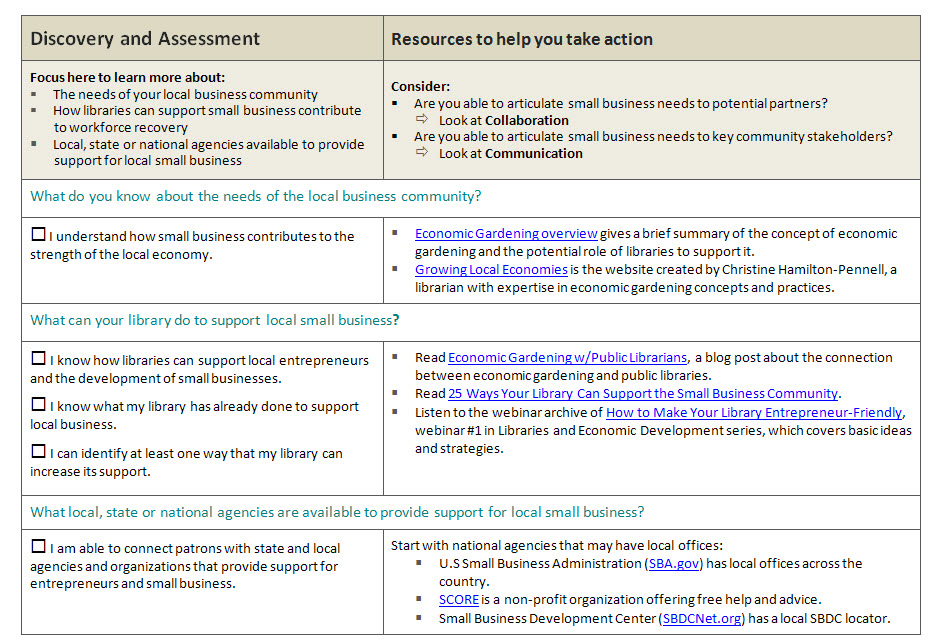 Discovery and Assessment
Resources to help you take action
Focus here to learn more about:
▪ The needs of your local business community
▪ How libraries can support small business contribute
to workforce recovery
▪ Local, state or national agencies available to provide
support for local small business
Consider:
▪ Are you able to articulate small business needs to potential partners?
⇨ Look at Collaboration
▪ Are you able to articulate small business needs to key community stakeholders?
⇨ Look at Communication
What do you know about the needs of the local business community?
☐ I understand how small business contributes to the
strength of the local economy.
▪ Economic Gardening overview gives a brief summary of the concept of economic
gardening and the potential role of libraries to support it.
▪ Growing Local Economies is the website created by Christine Hamilton-Pennell, a
librarian with expertise in economic gardening concepts and practices.
What can your library do to support local small business?
☐ I know how libraries can support local entrepreneurs
and the development of small businesses.
☐ I know what my library has already done to support
local business.
☐ I can identify at least one way that my library can
increase its support.
▪ Read Economic Gardening w/Public Librarians, a blog post about the connection
between economic gardening and public libraries.
▪ Read 25 Ways Your Library Can Support the Small Business Community.
▪ Listen to the webinar archive of How to Make Your Library Entrepreneur-Friendly,
webinar #1 in Libraries and Economic Development series, which covers basic ideas
and strategies.
What local, state or national agencies are available to provide support for local small business?
☐ I am able to connect patrons with state and local
agencies and organizations that provide support for
entrepreneurs and small business.
Start with national agencies that may have local offices:
▪ U.S Small Business Administration (SBA.gov) has local offices across the
country.
▪ SCORE is a non-profit organization offering free help and advice.
▪ Small Business Development Center (SBDCNet.org) has a local SBDC locator.